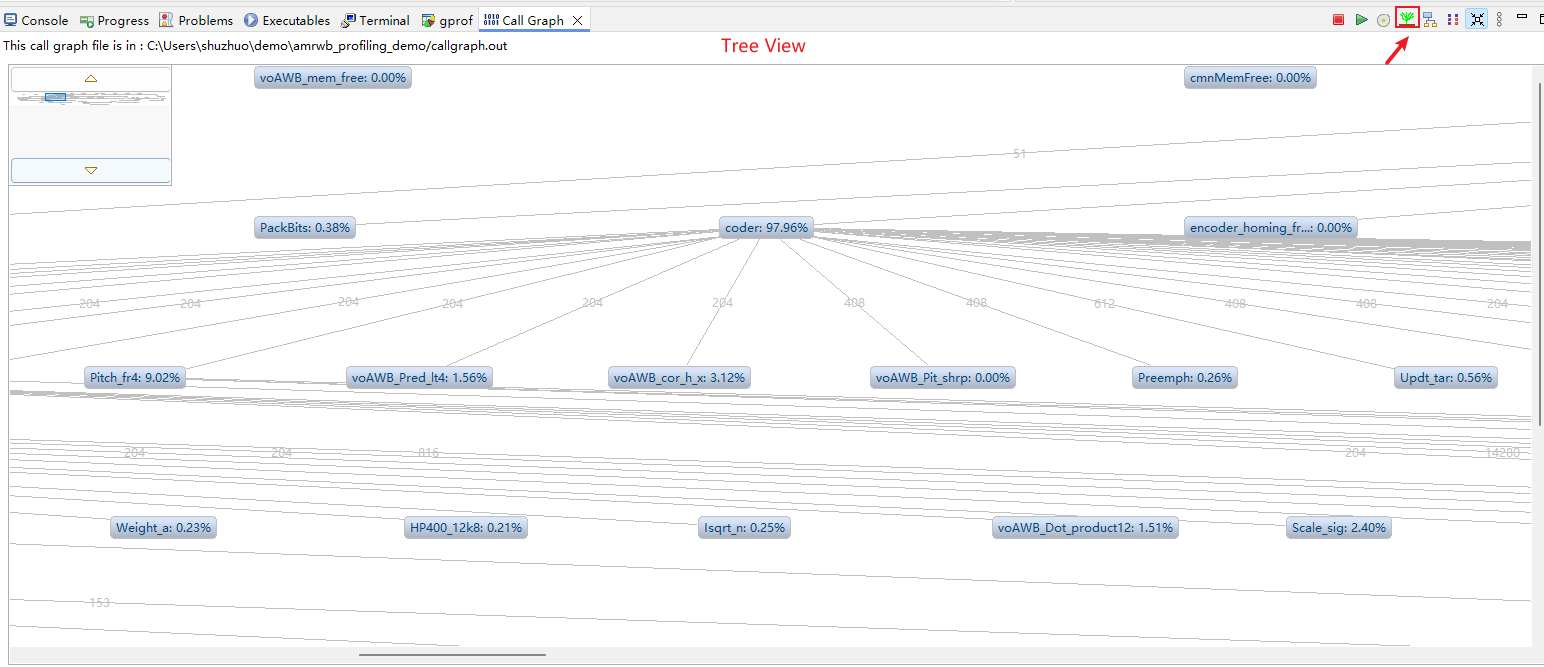 Console Progress Problems Executables Terminal gprof Call Graph
This call graph file is in : C:\Users\shuzhuo\demo\amrwb_profiling_demo/callgraph.out
Tree View
voAWB_mem_free: 0.00% cmnMemFree: 0.00%
51
PackBits: 0.38% coder: 97.96% encoder_homing_fr...: 0.00%
204 204 204 204 204 204 408 408 612 408 408 204
Pitch_fr4: 9.02% voAWB_Pred_lt4: 1.56% voAWB_cor_h_x: 3.12% voAWB_Pit_shrp: 0.00% Preemph: 0.26% Updt_tar: 0.56%
204 204 816 204 14280
Weight_a: 0.23% HP400_12k8: 0.21% Isqrt_n: 0.25% voAWB_Dot_product12: 1.51% Scale_sig: 2.40%
153